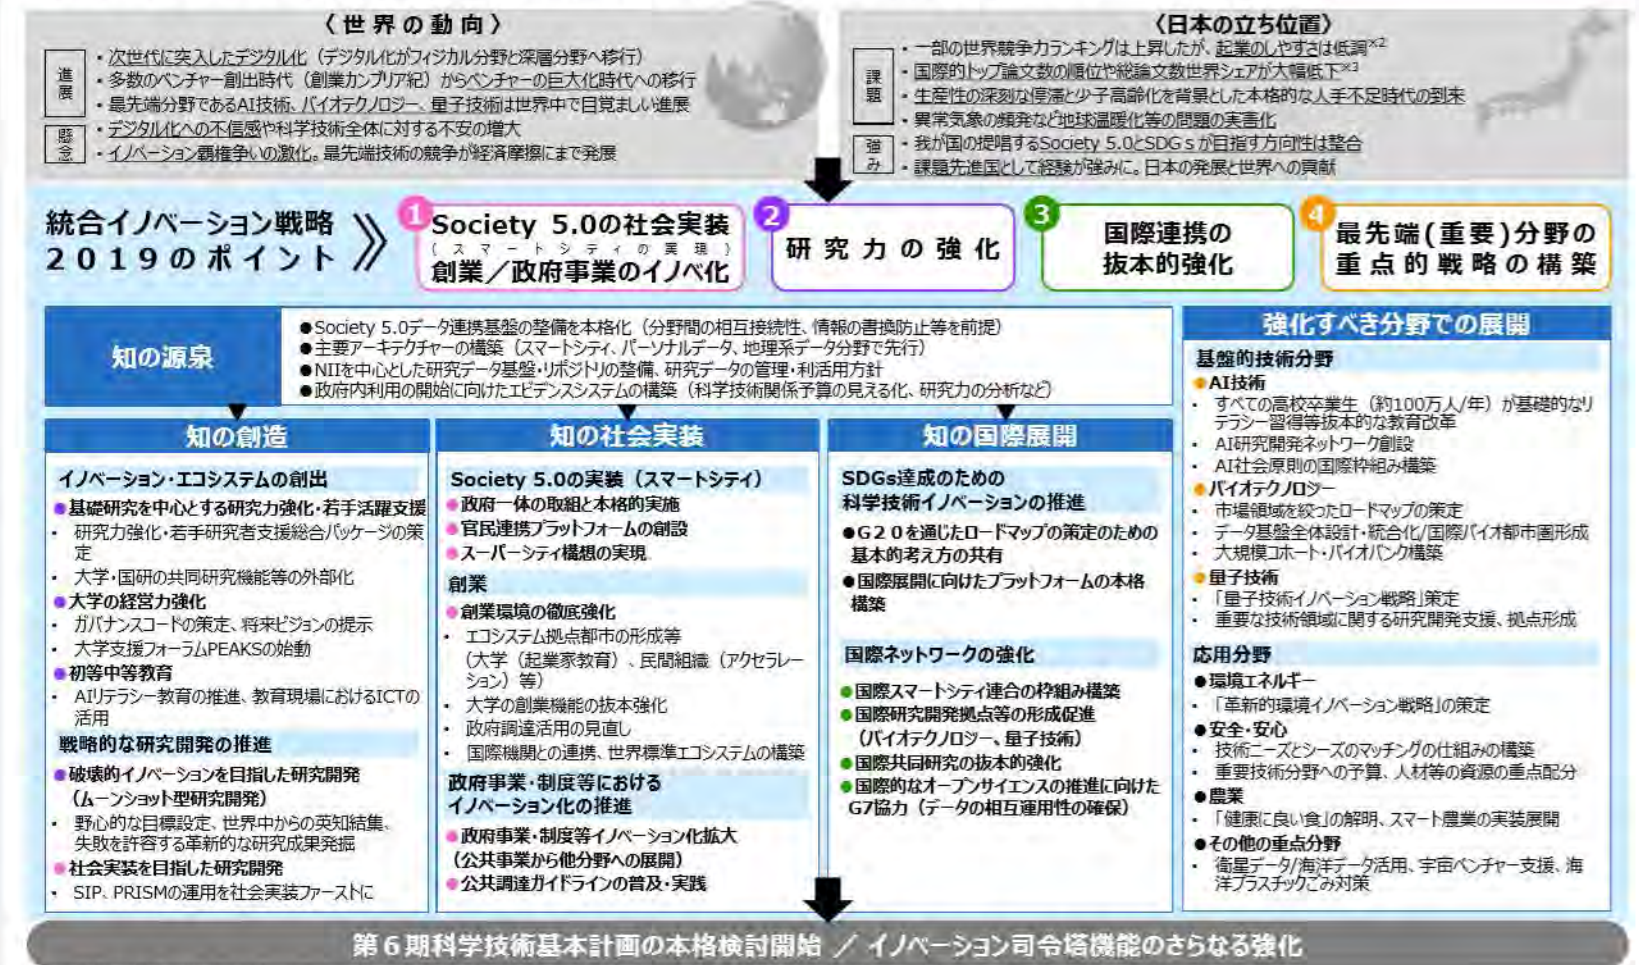 〈世界の動向〉
進展
・次世代に突入したデジタル化（デジタル化がフィジカル分野と深層分野へ移行）
・多数のベンチャー創出時代（創業カンブリア紀）からベンチャーの巨大化時代への移行
・最先端分野であるAI技術、バイオテクノロジー、量子技術は世界中で目覚ましい進展
懸念
・デジタル化への不信感や科学技術全体に対する不安の増大
・イノベーション覇権争いの激化。最先端技術の競争が経済摩擦にまで発展
〈日本の立ち位置〉
課題
・一部の世界競争力ランキングは上昇したが、起業のしやすさは低調※2
・国際的トップ論文数の順位や総論文数世界シェアが大幅低下※3
・生産性の深刻な停滞と少子高齢化を背景とした本格的な人手不足時代の到来
・異常気象の頻発など地球温暖化等の問題の実害化
強み
・我が国の提唱するSociety 5.0とSDGｓが目指す方向性は整合
・課題先進国として経験が強みに。日本の発展と世界への貢献
統合イノベーション戦略
２０１９のポイント
1
Society 5.0の社会実装
（スマートシティの実現）
創業／政府事業のイノベ化
2
研究力の強化
3
国際連携の
抜本的強化
4
最先端(重要)分野の
重点的戦略の構築
知の源泉
●Society 5.0データ連携基盤の整備を本格化（分野間の相互接続性、情報の書換防止等を前提）
●主要アーキテクチャーの構築（スマートシティ、パーソナルデータ、地理系データ分野で先行）
●NIIを中心とした研究データ基盤・リポジトリの整備、研究データの管理・利活用方針
●政府内利用の開始に向けたエビデンスシステムの構築（科学技術関係予算の見える化、研究力の分析など）
知の創造
イノベーション・エコシステムの創出
●基礎研究を中心とする研究力強化・若手活躍支援
・研究力強化・若手研究者支援総合パッケージの策
定
・大学・国研の共同研究機能等の外部化
●大学の経営力強化
・ガバナンスコードの策定、将来ビジョンの提示
・大学支援フォーラムPEAKSの始動
●初等中等教育
・AIリテラシー教育の推進、教育現場におけるICTの
活用
戦略的な研究開発の推進
●破壊的イノベーションを目指した研究開発
（ムーンショット型研究開発）
・野心的な目標設定、世界中からの英知結集、
失敗を許容する革新的な研究成果発掘
●社会実装を目指した研究開発
・SIP、PRISMの運用を社会実装ファーストに
知の社会実装
Society 5.0の実装（スマートシティ）
●政府一体の取組と本格的実施
●官民連携プラットフォームの創設
●スーパーシティ構想の実現
創業
●創業環境の徹底強化
・エコシステム拠点都市の形成等
（大学（起業家教育）、民間組織（アクセラレー
ション）等）
・大学の創業機能の抜本強化
・政府調達活用の見直し
・国際機関との連携、世界標準エコシステムの構築
政府事業・制度等における
イノベーション化の推進
●政府事業・制度等イノベーション化拡大
（公共事業から他分野への展開）
●公共調達ガイドラインの普及・実践
知の国際展開
SDGs達成のための
科学技術イノベーションの推進
●Ｇ２０を通じたロードマップの策定のための
基本的考え方の共有
●国際展開に向けたプラットフォームの本格
構築
国際ネットワークの強化
●国際スマートシティ連合の枠組み構築
●国際研究開発拠点等の形成促進
（バイオテクノロジー、量子技術）
●国際共同研究の抜本的強化
●国際的なオープンサイエンスの推進に向けた
G7協力（データの相互運用性の確保）
強化すべき分野での展開
基盤的技術分野
●AI技術
・すべての高校卒業生（約100万人/年）が基礎的なリ
テラシー習得等抜本的な教育改革
・AI研究開発ネットワーク創設
・AI社会原則の国際枠組み構築
●バイオテクノロジー
・市場領域を絞ったロードマップの策定
・データ基盤全体設計・統合化/国際バイオ都市圏形成
・大規模コホート・バイオバンク構築
●量子技術
・「量子技術イノベーション戦略」策定
・重要な技術領域に関する研究開発支援、拠点形成
応用分野
●環境エネルギー
・「革新的環境イノベーション戦略」の策定
●安全・安心
・技術ニーズとシーズのマッチングの仕組みの構築
・重要技術分野への予算、人材等の資源の重点配分
●農業
・「健康に良い食」の解明、スマート農業の実装展開
●その他の重点分野
・衛星データ/海洋データ活用、宇宙ベンチャー支援、海
洋プラスチックごみ対策
第６期科学技術基本計画の本格検討開始 ／ イノベーション司令塔機能のさらなる強化